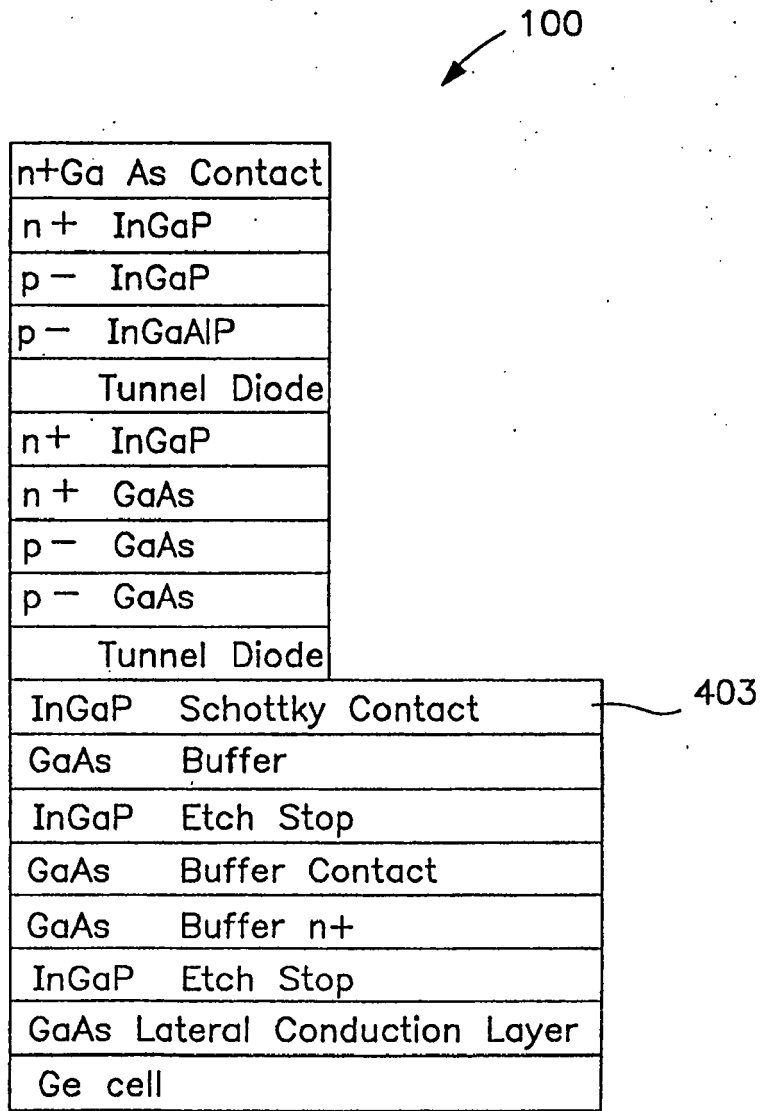 100
n+Ga As Contact
n+ InGaP
p- InGaP
p- InGaAlP
Tunnel Diode
n+ InGaP
n+ GaAs
p- GaAs
p- GaAs
Tunnel Diode
InGaP Schottky Contact
403
GaAs Buffer
InGaP Etch Stop
GaAs Buffer Contact
GaAs Buffer n+
InGaP Etch Stop
GaAs Lateral Conduction Layer
Ge cell